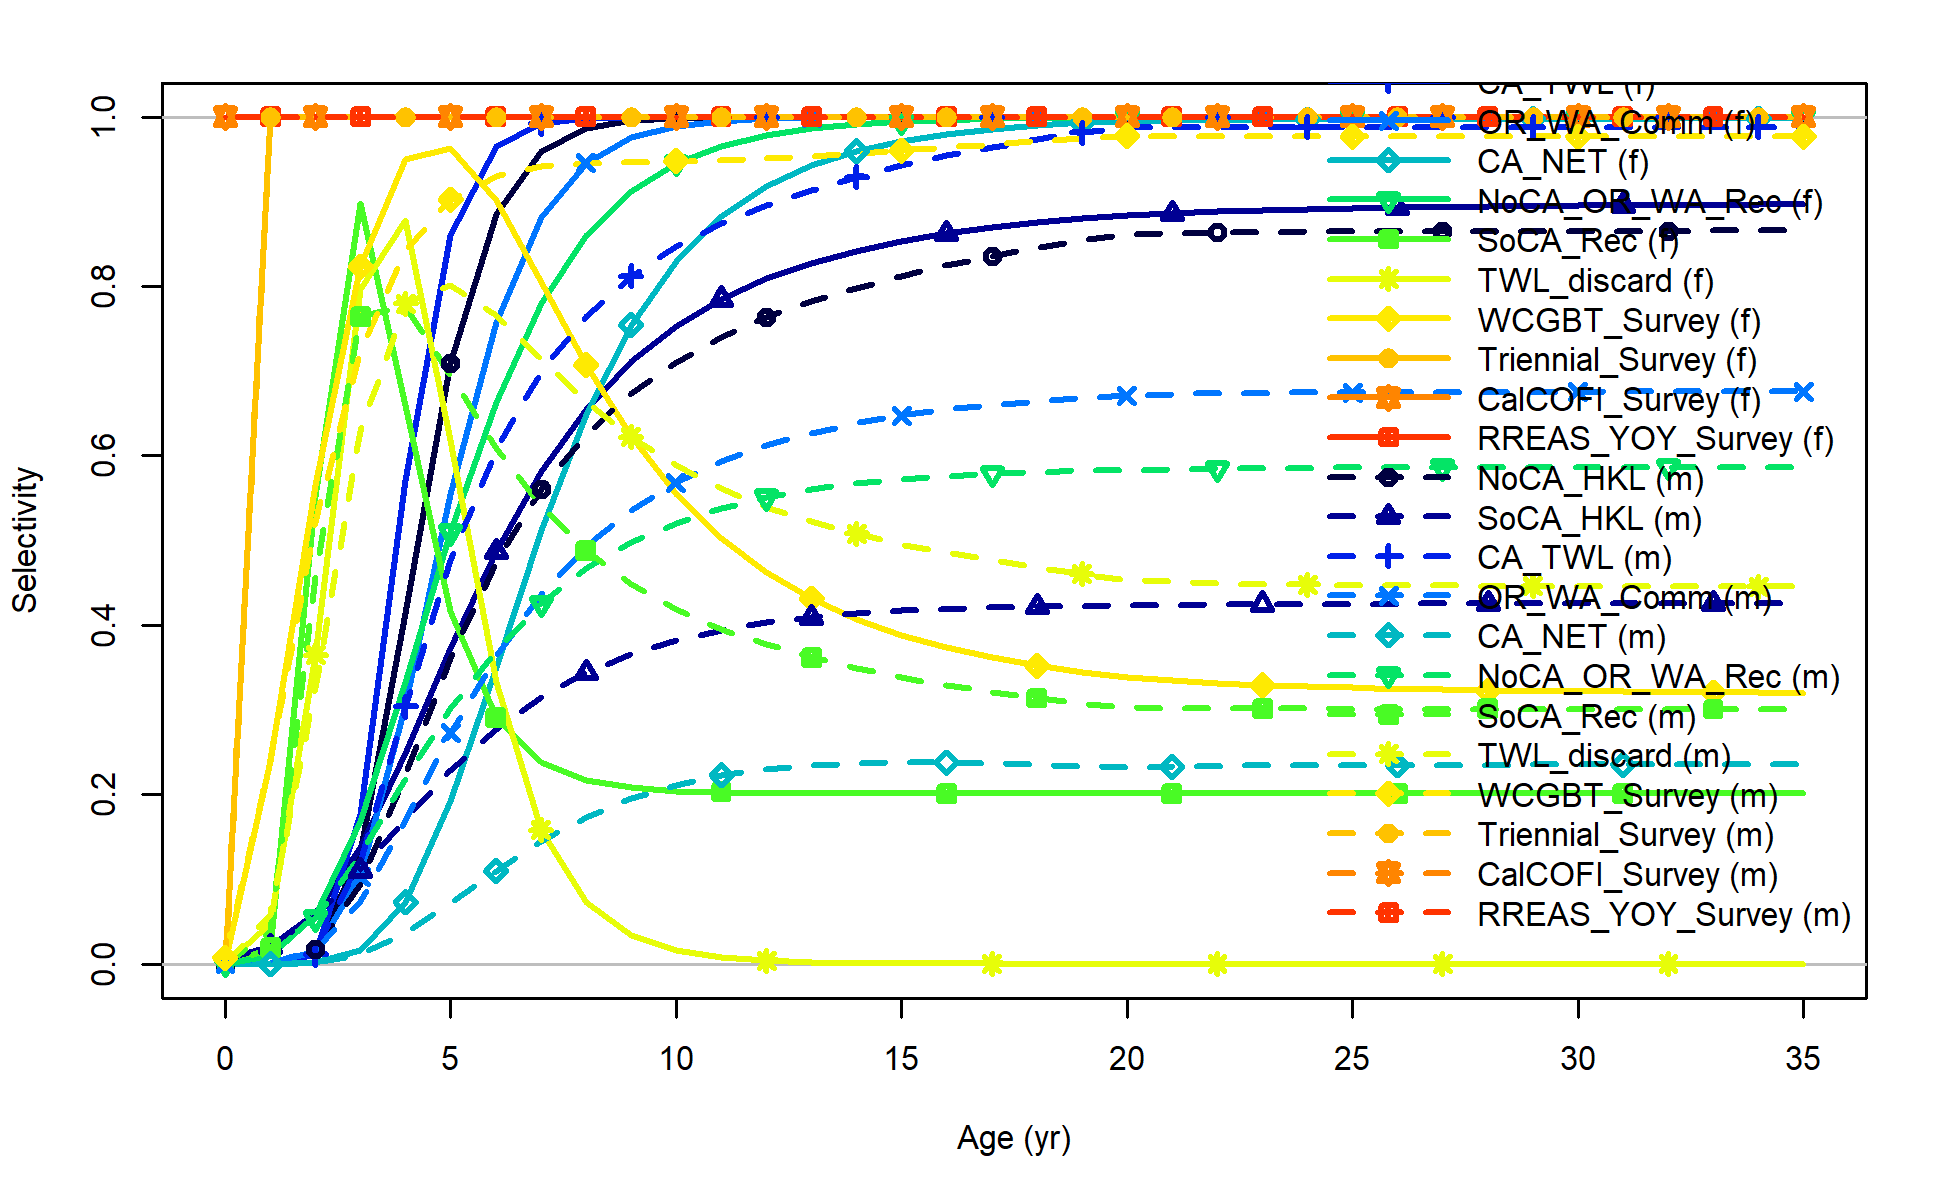 CA_TWL (f)
OR_WA_Comm (f)
CA_NET (f)
NoCA_OR_WA_Rec (f)
SoCA_Rec (f)
TWL_discard (f)
WCGBT_Survey (f)
Triennial_Survey (f)
CalCOFI_Survey (f)
RREAS_YOY_Survey (f)
NoCA_HKL (m)
SoCA_HKL (m)
CA_TWL (m)
OR_WA_Comm (m)
CA_NET (m)
NoCA_OR_WA_Rec (m)
SoCA_Rec (m)
TWL_discard (m)
WCGBT_Survey (m)
Triennial_Survey (m)
CalCOFI_Survey (m)
RREAS_YOY_Survey (m)
1.0
0.8
0.6
0.4
0.2
0.0
Selectivity
0 5 10 15 20 25 30 35
Age (yr)